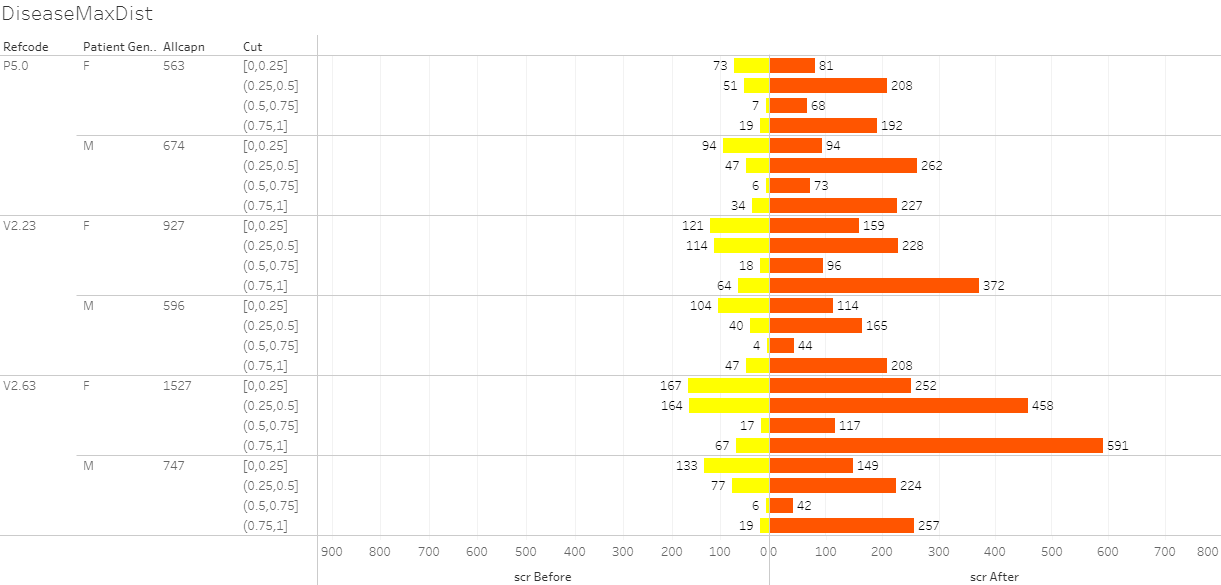 DiseaseMaxDist
Refcode Patient Gen.. Allcapn Cut
P5.0 F 563 [0,0.25] 73 81
(0.25,0.5] 51 208
(0.5,0.75] 7 68
(0.75,1] 19 192
M 674 [0,0.25] 94 94
(0.25,0.5] 47 262
(0.5,0.75] 6 73
(0.75,1] 34 227
V2.23 F 927 [0,0.25] 121 159
(0.25,0.5] 114 228
(0.5,0.75] 18 96
(0.75,1] 64 372
M 596 [0,0.25] 104 114
(0.25,0.5] 40 165
(0.5,0.75] 4 44
(0.75,1] 47 208
V2.63 F 1527 [0,0.25] 167 252
(0.25,0.5] 164 458
(0.5,0.75] 17 117
(0.75,1] 67 591
M 747 [0,0.25] 133 149
(0.25,0.5] 77 224
(0.5,0.75] 6 42
(0.75,1] 19 257
900 800 700 600 500 400 300 200 100 0 0 100 200 300 400 500 600 700 800
scr Before scr After